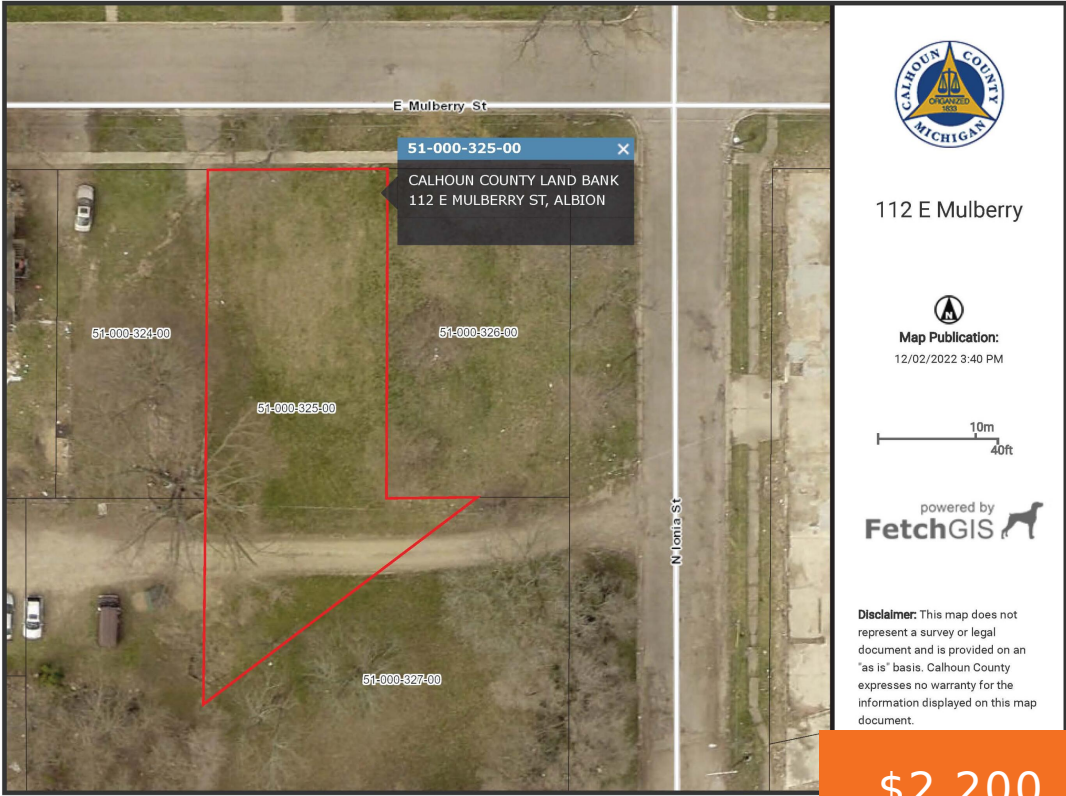 E Mulberry St
51-000-325-00 ×
CALHOUN COUNTY LAND BANK
112 E MULBERRY ST, ALBION
51-000-324-00
51-000-326-00
51-000-325-00
N Ionia St
51-000-327-00
CALHOUN COUNTY
ORGANIZED
1833
MICHIGAN
112 E Mulberry
N
Map Publication:
12/02/2022 3:40 PM
10m
40ft
powered by
FetchGIS
Disclaimer: This map does not
represent a survey or legal
document and is provided on an
"as is" basis. Calhoun County
expresses no warranty for the
information displayed on this map
document.
$2,200